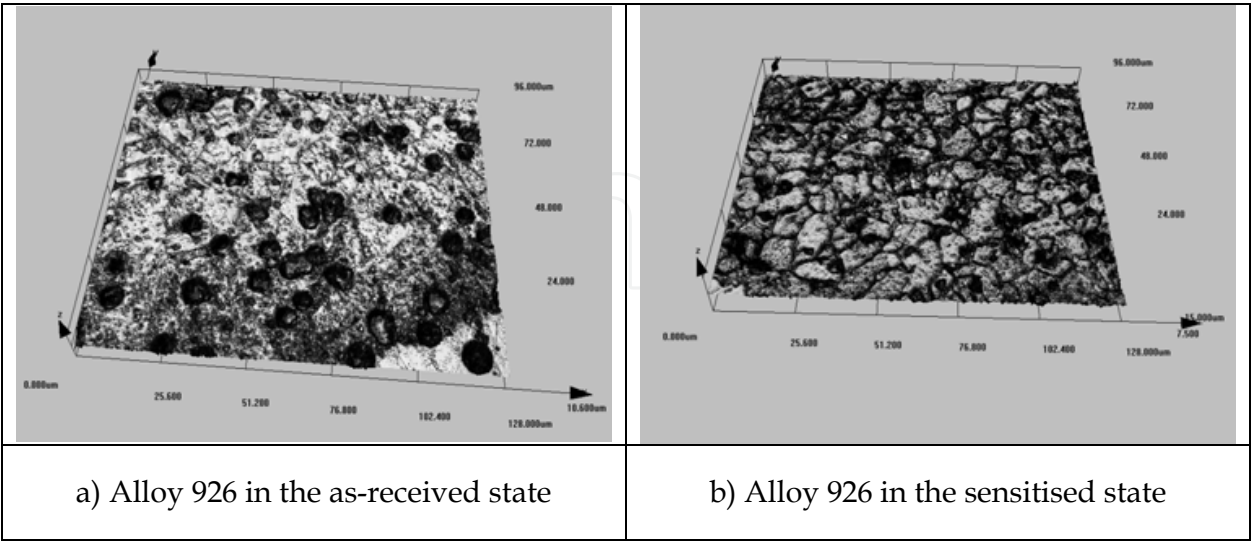 96.000um
72.000
48.000
24.000
z
0.000um
25.600
51.200
76.800
102.400
128.000um
10.600um
96.000um
72.000
48.000
24.000
z
0.000um
25.600
51.200
76.800
102.400
128.000um
15.000um
7.500
a) Alloy 926 in the as-received state
b) Alloy 926 in the sensitised state